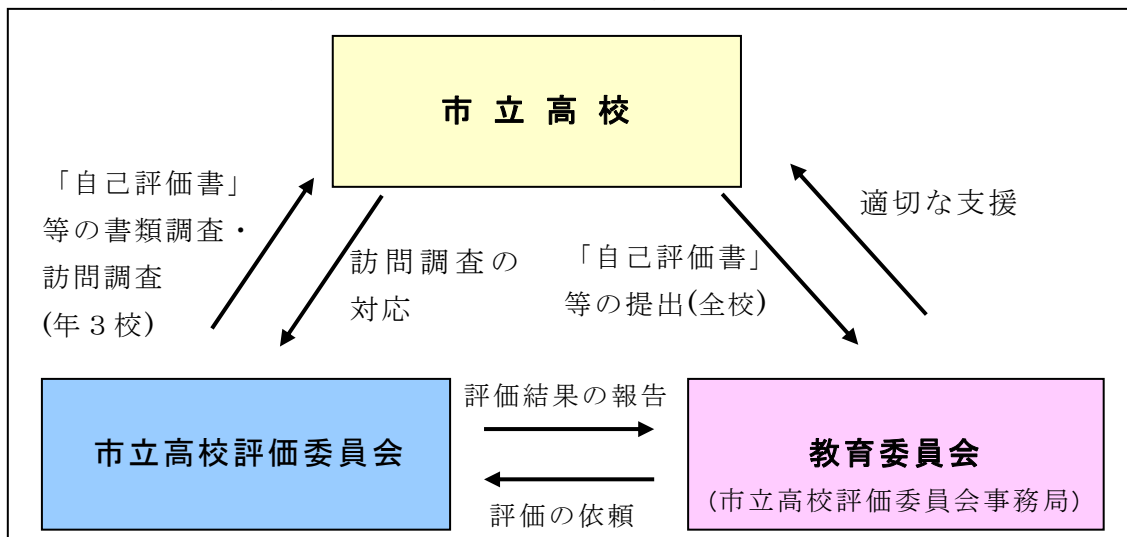 市立高校
「自己評価書」
等の書類調査・
訪問調査
(年３校)
訪問調査の
対応
「自己評価書」
等の提出(全校)
適切な支援
市立高校評価委員会
評価結果の報告
評価の依頼
教育委員会
(市立高校評価委員会事務局)